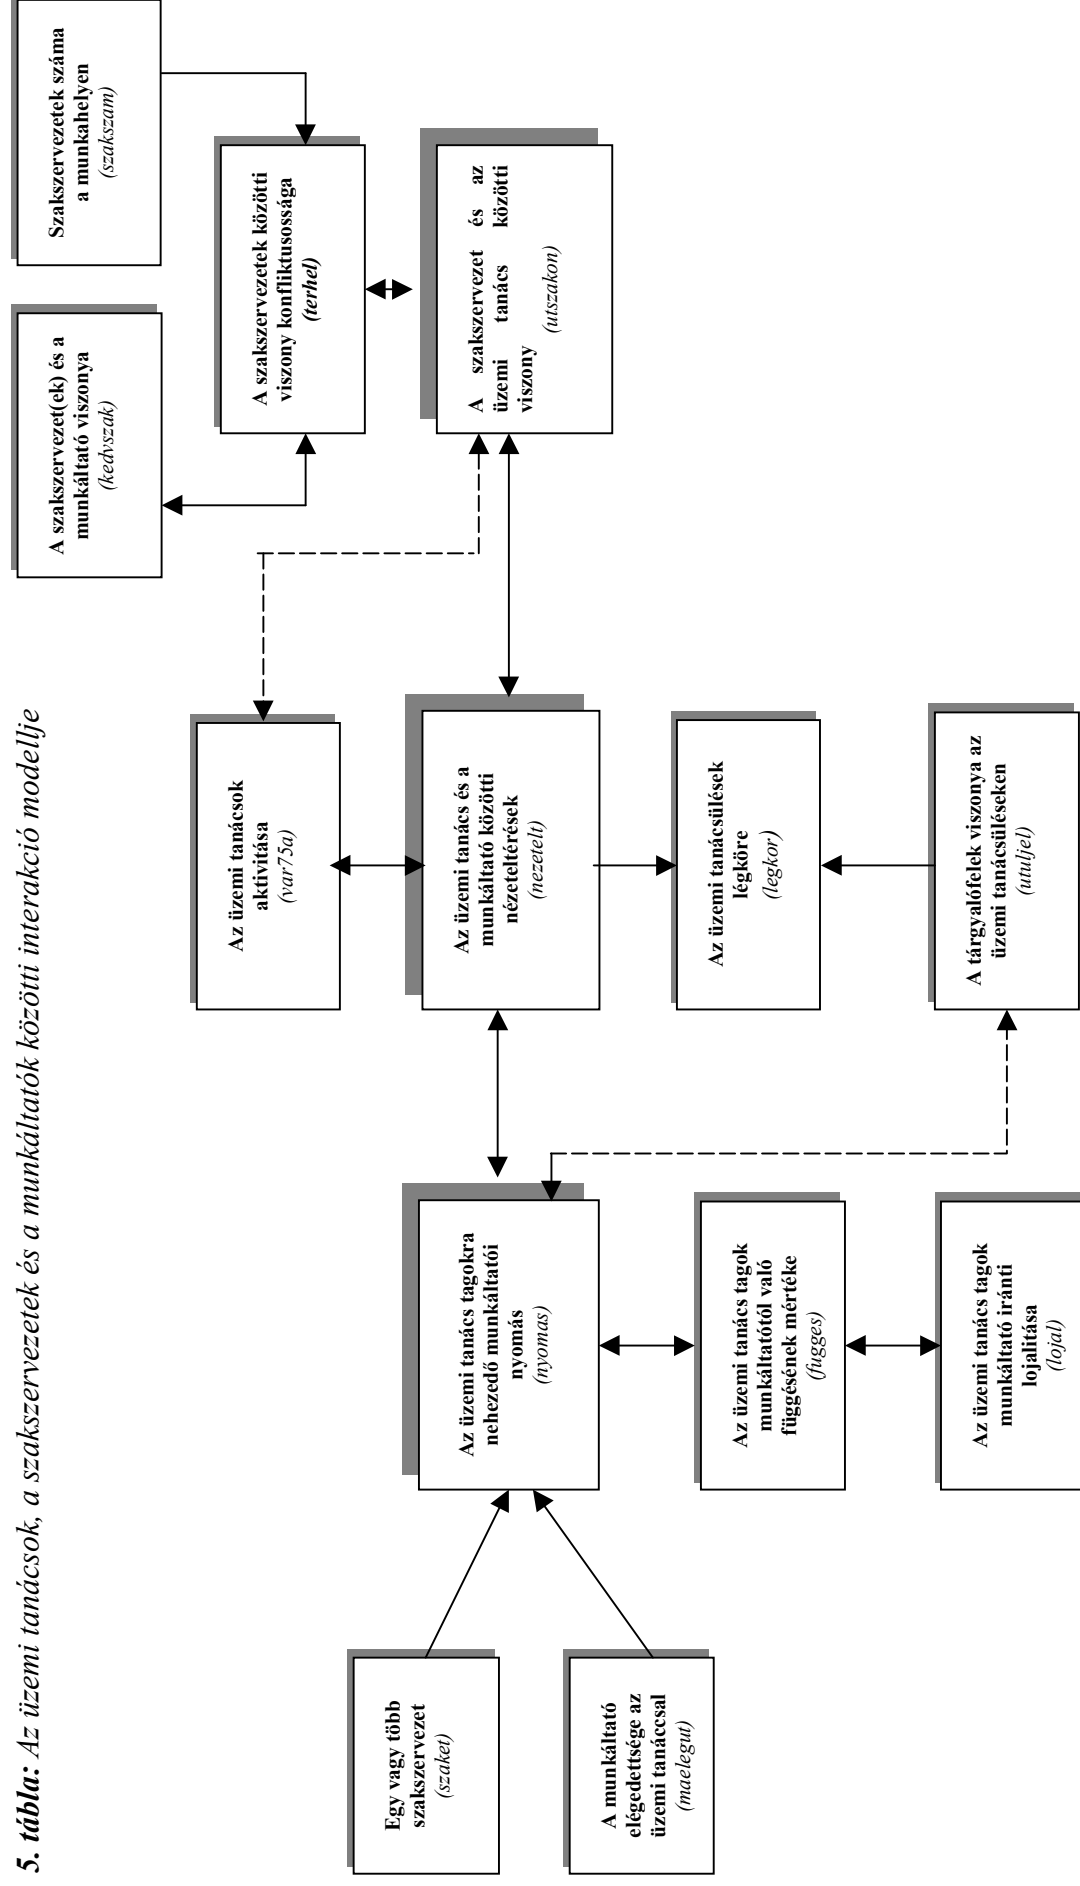 5. tábla: Az üzemi tanácsok, a szakszervezetek és a munkáltatók közötti interakció modellje
A szakszervezet(ek) és a
munkáltató viszonya
(kedvszak)
Szakszervezetek száma
a munkahelyen
(szakszam)
Az üzemi tanácsok
aktivitása
(var75a)
A szakszervezetek közötti
viszony konfliktusossága
(terhel)
Egy vagy több
szakszervezet
(szaket)
Az üzemi tanács tagokra
nehezedő munkáltatói
nyomás
(nyomas)
Az üzemi tanács és a
munkáltató közötti
nézeteltérések
(nezetelt)
A szakszervezet és az
üzemi tanács közötti
viszony
(utszakon)
A munkáltató
elégedettsége az
üzemi tanáccsal
(maelegut)
Az üzemi tanács tagok
munkáltatótól való
függésének mértéke
(fugges)
Az üzemi tanácsülések
légköre
(legkor)
Az üzemi tanács tagok
munkáltató iránti
lojalitása
(lojal)
A tárgyalófelek viszonya az
üzemi tanácsüléseken
(utuljel)